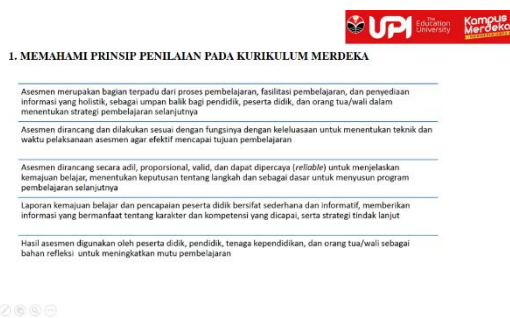 UPI
The
Education
University
Kampus
Merdeka
1. MEMAHAMI PRINSIP PENILAIAN PADA KURIKULUM MERDEKA
Asesmen merupakan bagian terpadu dari proses pembelajaran, fasilitasi pembelajaran, dan penyediaan
informasi yang holistik, sebagai umpan balik bagi pendidik, peserta didik, dan orang tua/wali dalam
menentukan strategi pembelajaran selanjutnya
Asesmen dirancang dan dilakukan sesuai dengan fungsinya dengan keleluasaan untuk menentukan teknik dan
waktu pelaksanaan asesmen agar efektif mencapai tujuan pembelajaran
Asesmen dirancang secara adil, proporsional, valid, dan dapat dipercaya (reliable) untuk menjelaskan
kemajuan belajar, menentukan keputusan tentang langkah dan sebagai dasar untuk menyusun program
pembelajaran selanjutnya
Laporan kemajuan belajar dan pencapaian peserta didik bersifat sederhana dan informatif, memberikan
informasi yang bermanfaat tentang karakter dan kompetensi yang dicapai, serta strategi tindak lanjut
Hasil asesmen digunakan oleh peserta didik, pendidik, tenaga kependidikan, dan orang tua/wali sebagai
bahan refleksi untuk meningkatkan mutu pembelajaran